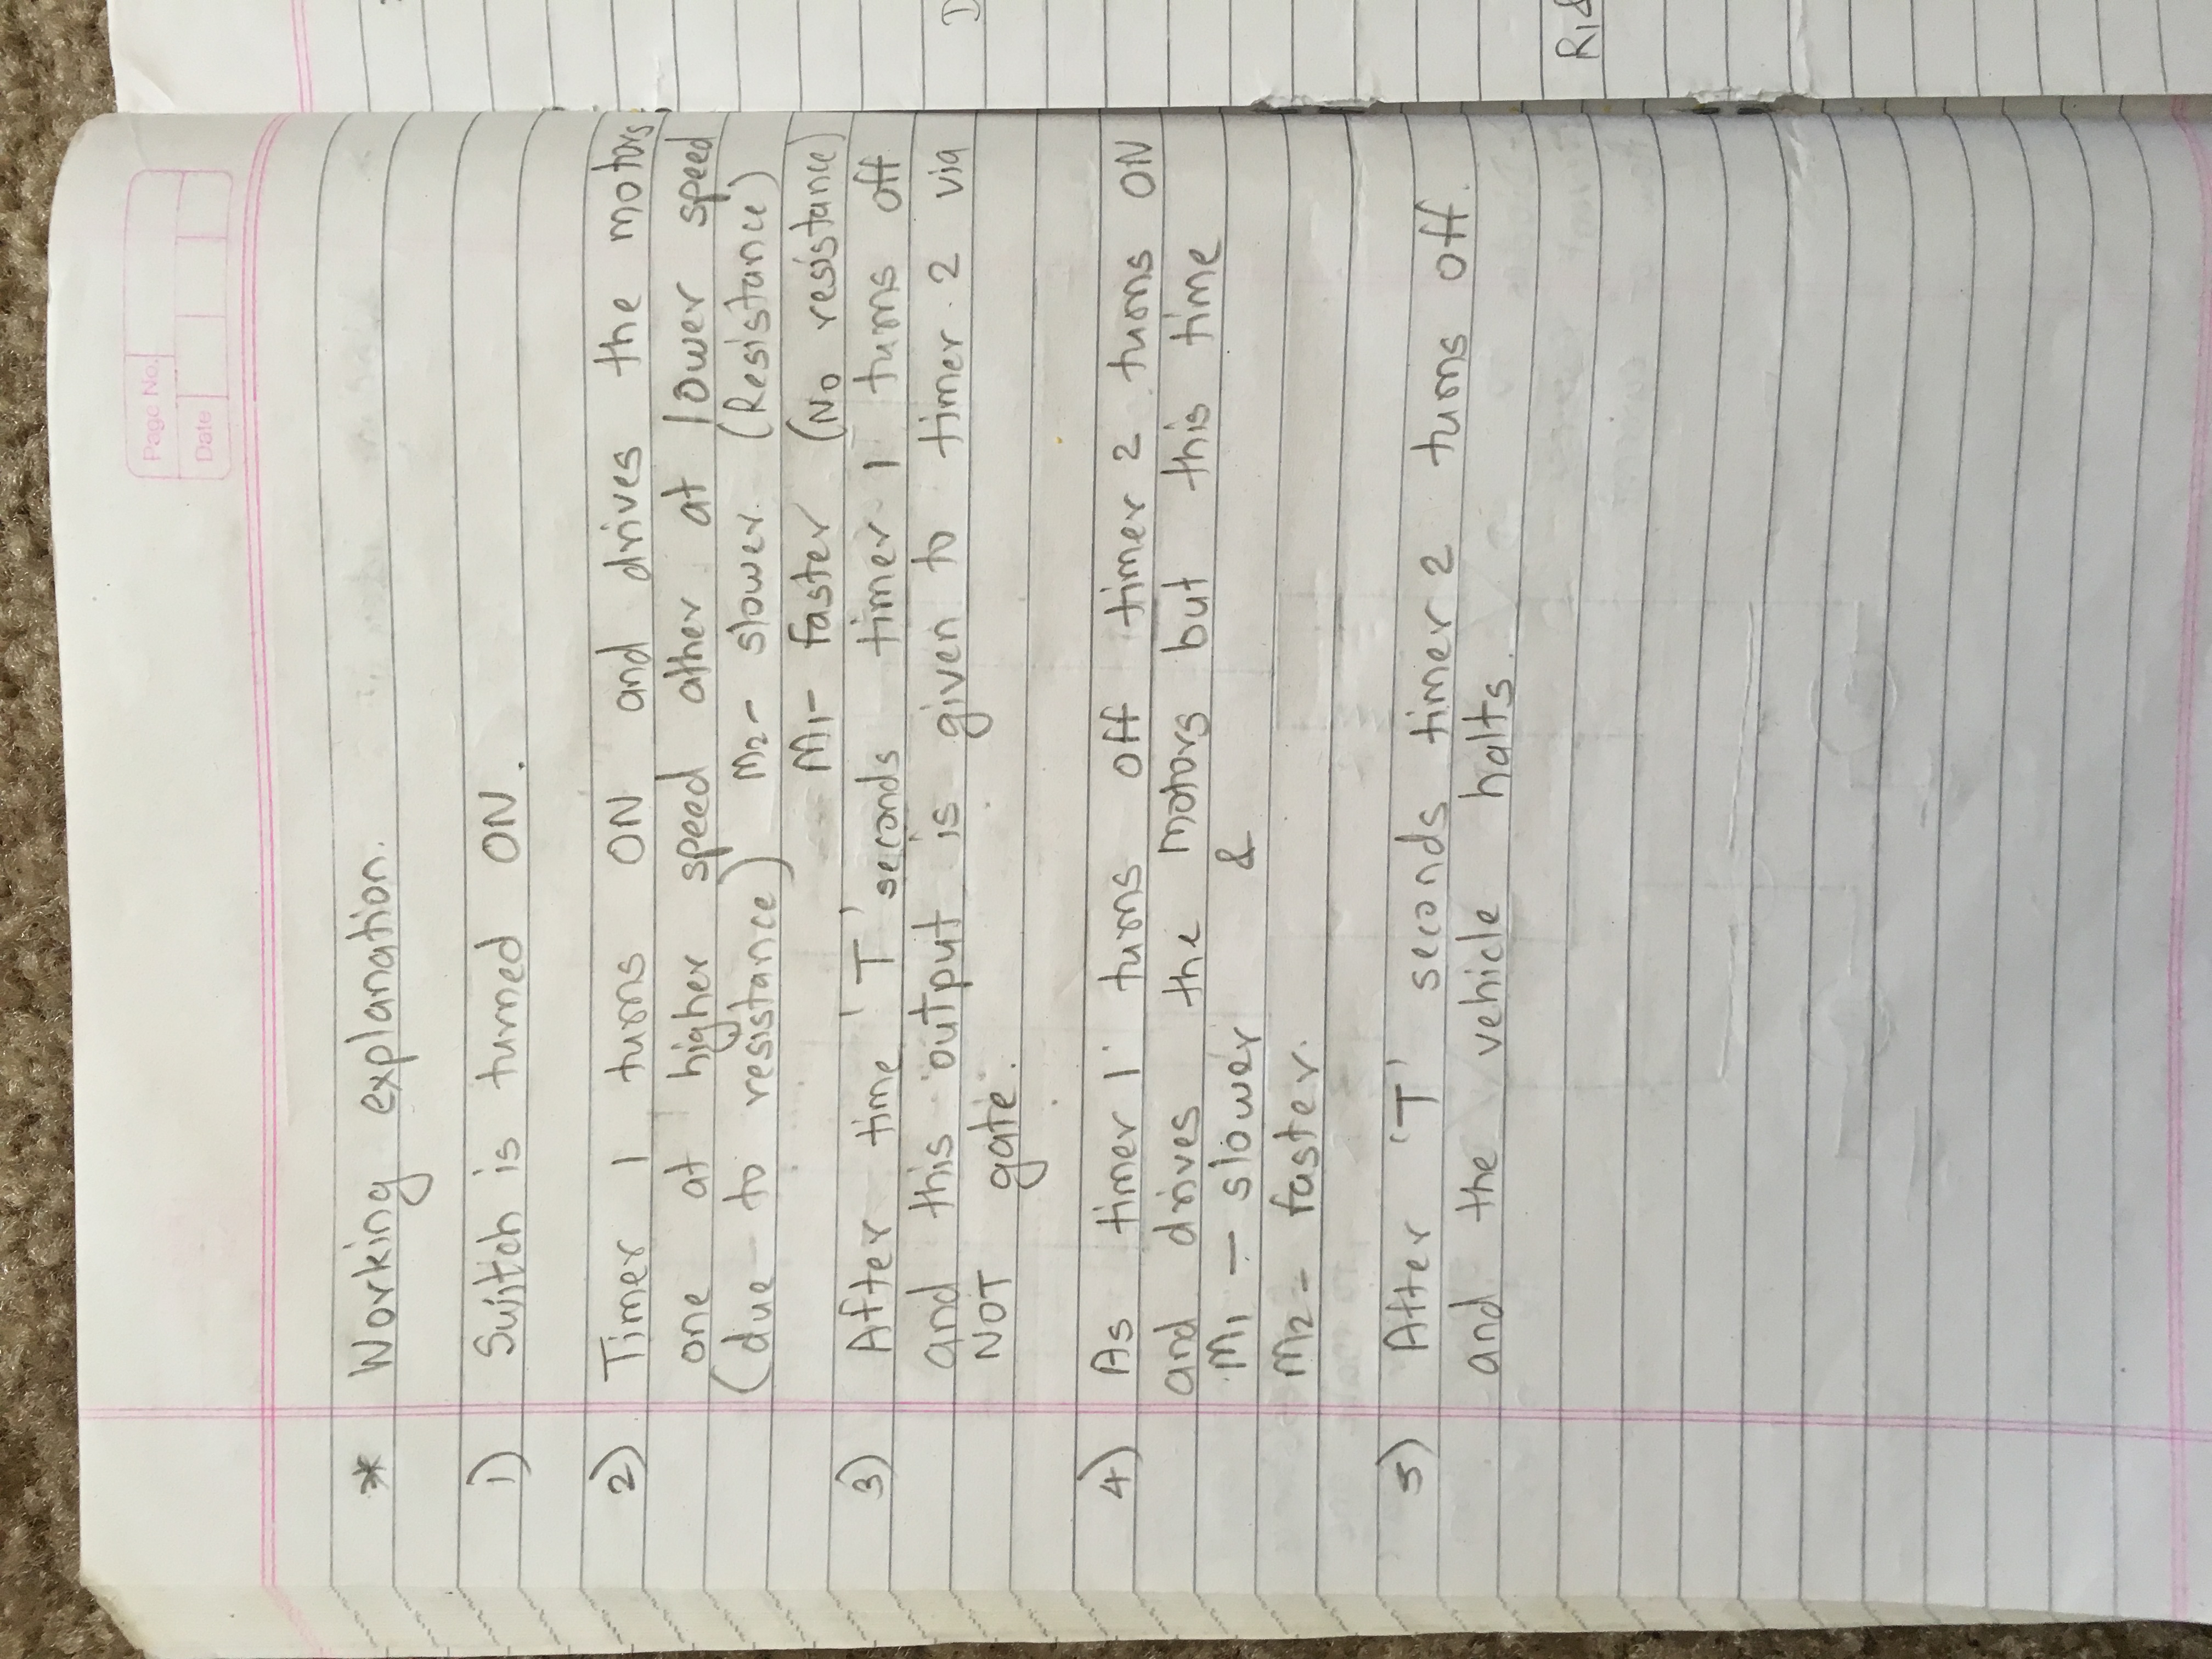 Page No.
Date
* Working explanation.
1) Switch is turned ON.
2) Timer 1 turns ON and drives the motors
one at higher speed other at lower speed
(due to resistance) M2 - slower. (Resistance)
M1 - faster (No resistance)
3) After time 'T' seconds timer 1 turns off
and this output is given to timer 2 via
NOT gate.
4) As timer 1 turns off timer 2 turns ON
and drives the motors but this time
M1 - slower &
M2 - faster.
5) After 'T' seconds timer 2 turns off.
and the vehicle halts.
D
R1&